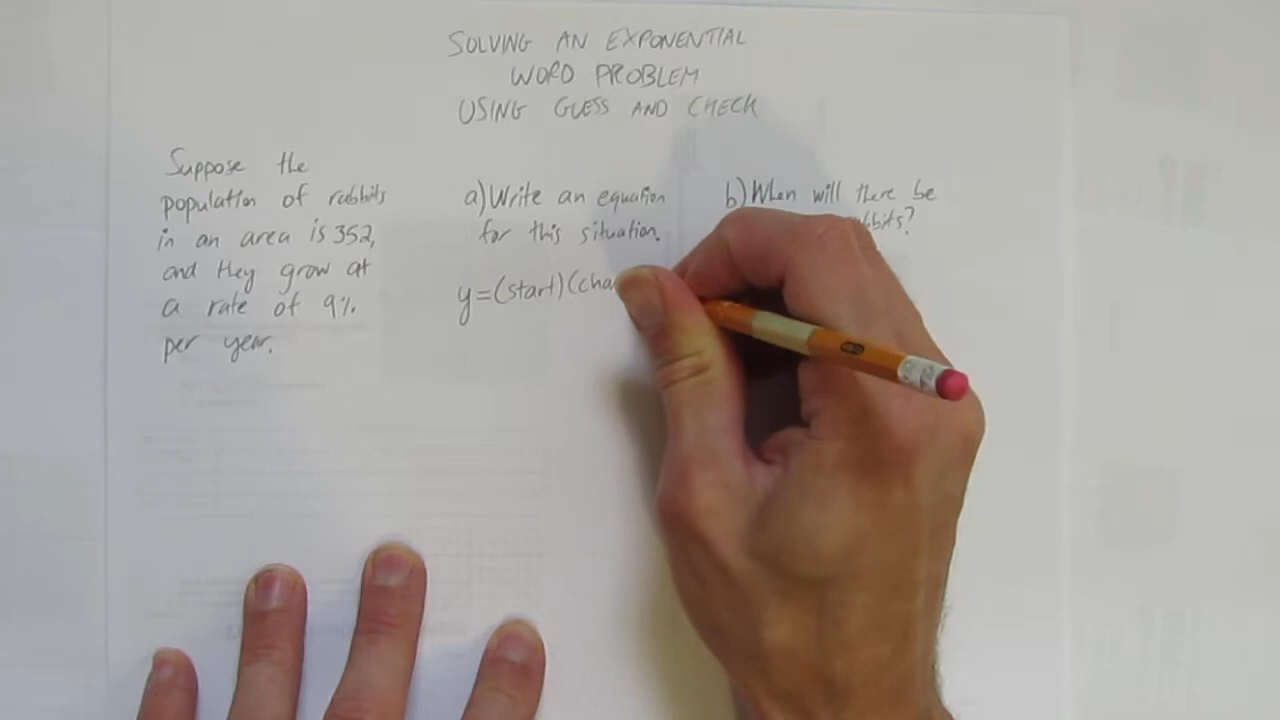 SOLVING AN EXPONENTIAL
WORD PROBLEM
USING GUESS AND CHECK
Suppose the
population of rabbits
in an area is 352,
and they grow at
a rate of 9%
per year.
a) Write an equation
for this situation.
y=(start)(cha
b) When will there be